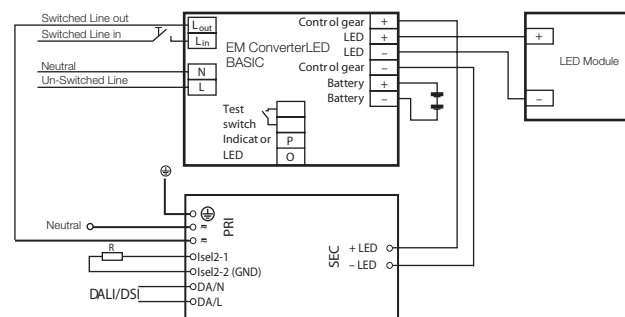 Switched Line out
Switched Line in
Neutral
Un-Switched Line
Lout
Lin
N
L
EM ConverterLED
BASIC
Test
switch
Indicator
LED
P
O
Control gear +
LED +
LED –
Control gear –
Battery +
Battery –
+
–
LED Module
Neutral
R
PRI
Isel2-1
Isel2-2 (GND)
DALI/DSI
DA/N
DA/L
SEC
+ LED
– LED